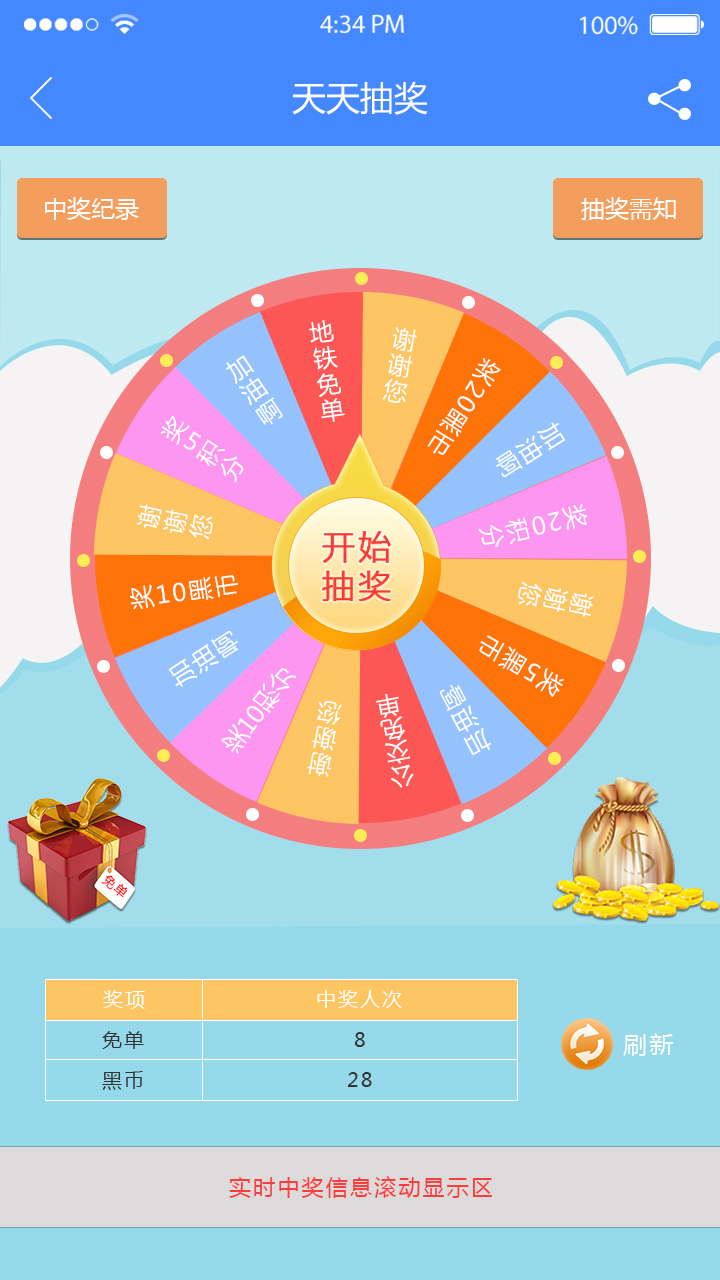 4:34 PM
100%
天天抽奖
中奖纪录
抽奖需知
地铁免单
谢谢您
奖20黑币
加油啊
奖20积分
谢谢您
奖5黑币
加油啊
公交免单
谢谢您
奖10积分
加油啊
奖10黑币
谢谢您
奖5积分
加油啊
开始
抽奖
免单
$
奖项 中奖人次
免单 8
黑币 28
刷新
实时中奖信息滚动显示区